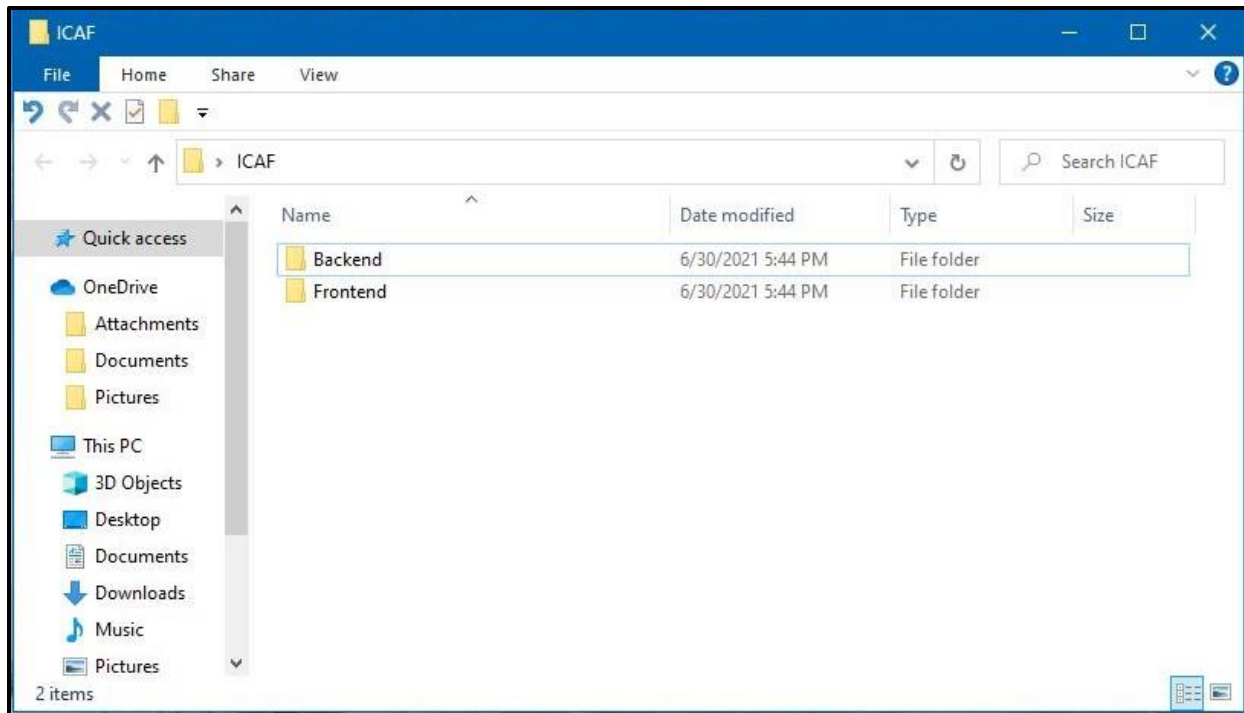 ICAF
File Home Share View
ICAF Search ICAF
Name Date modified Type Size
Quick access
Backend 6/30/2021 5:44 PM File folder
OneDrive
Frontend 6/30/2021 5:44 PM File folder
Attachments
Documents
Pictures
This PC
3D Objects
Desktop
Documents
Downloads
Music
Pictures
2 items